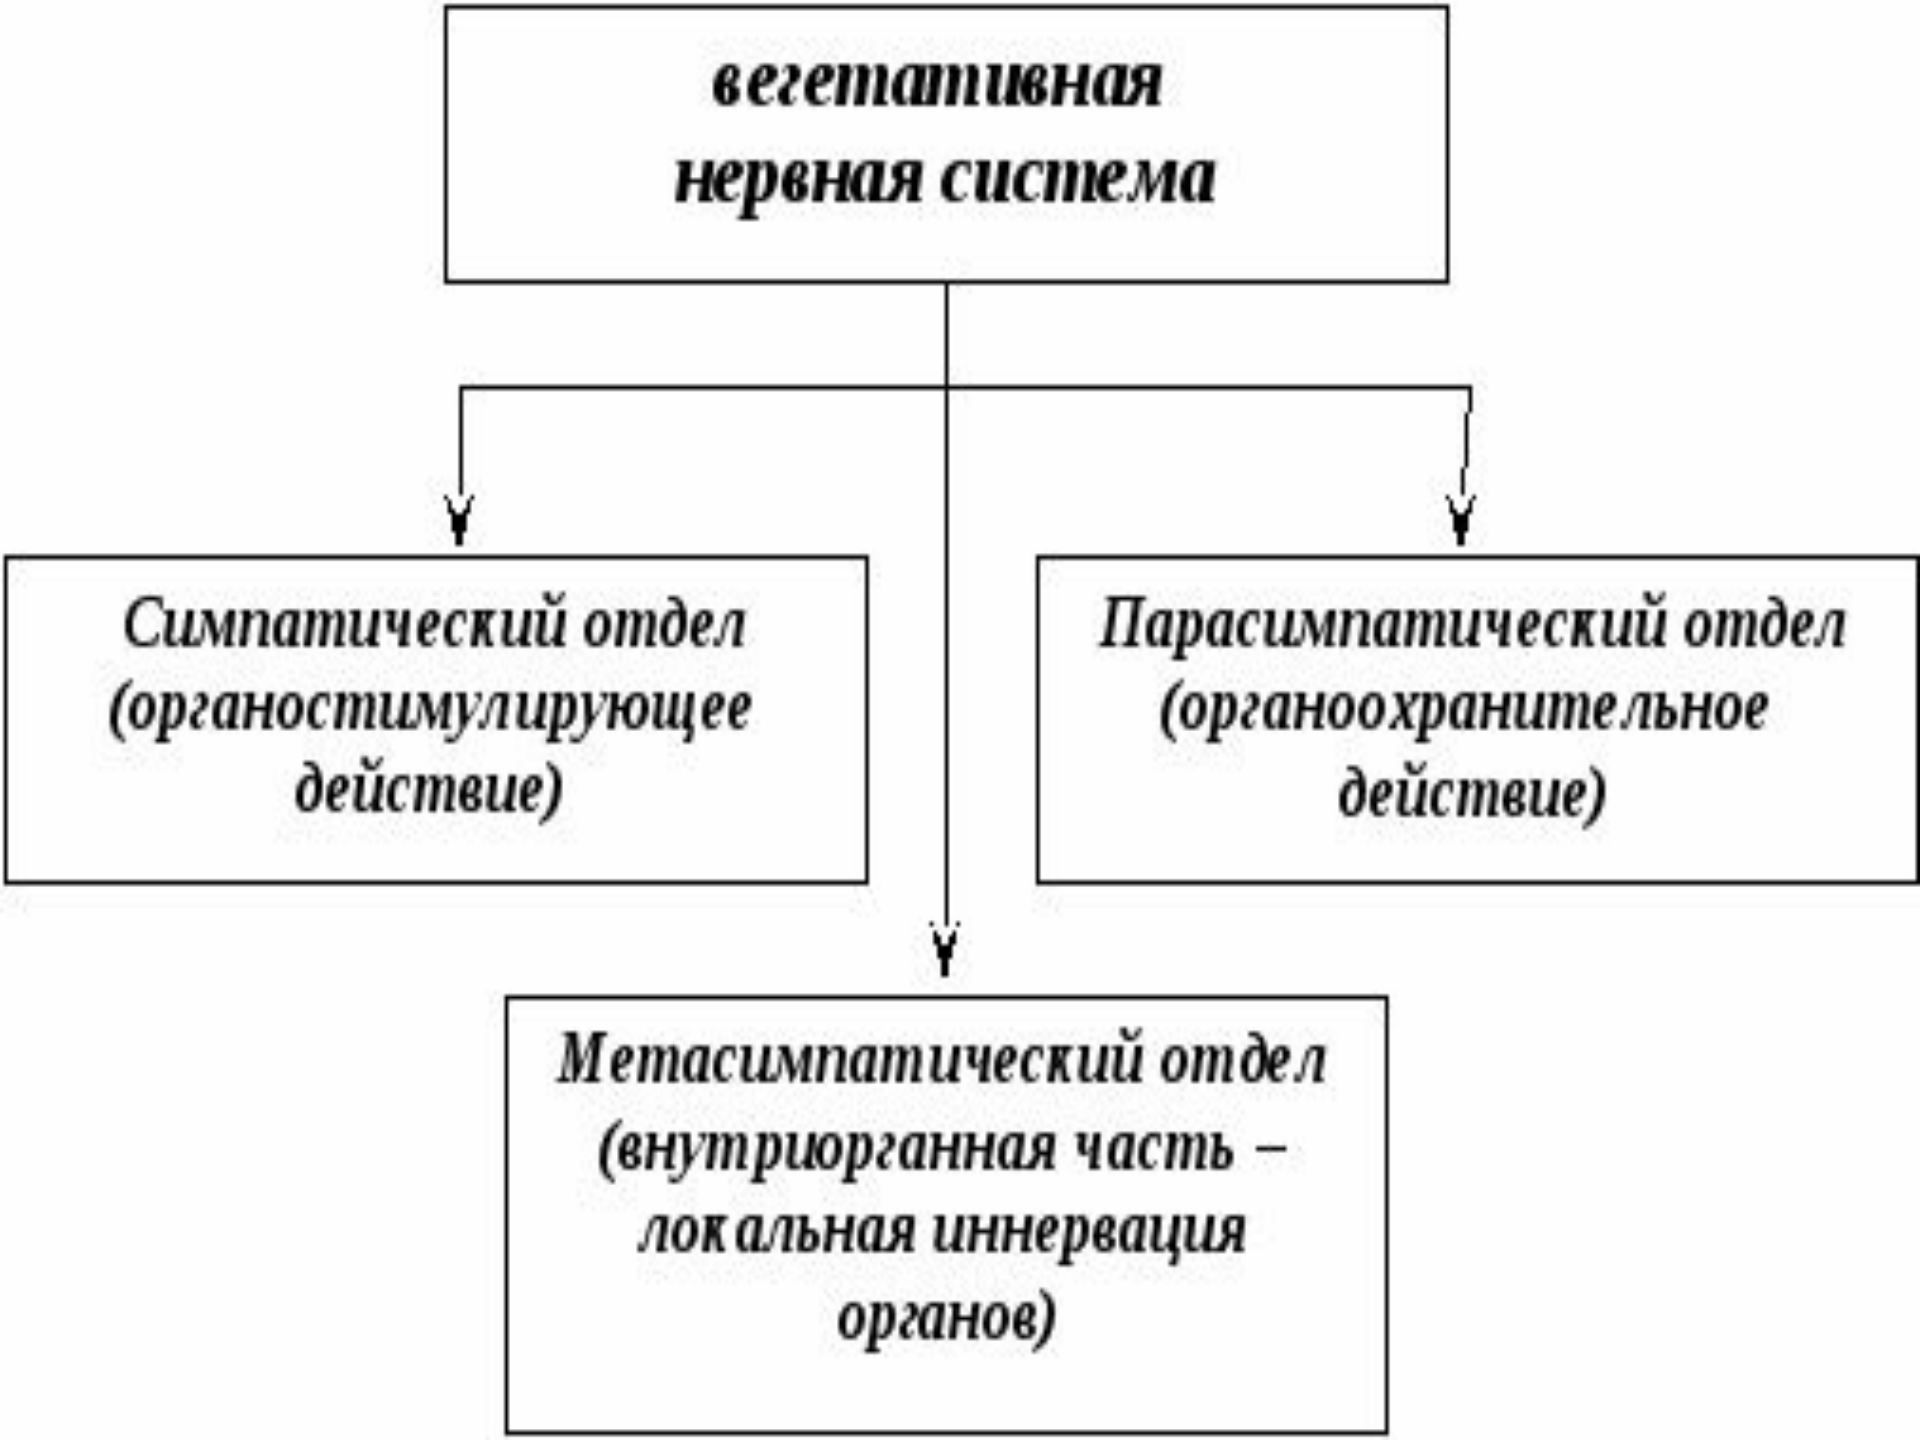 вегетативная
нервная система
Симпатический отдел
(органостимулирующее
действие)
Парасимпатический отдел
(органоохранительное
действие)
Метасимпатический отдел
(внутриорганная часть –
локальная иннервация
органов)